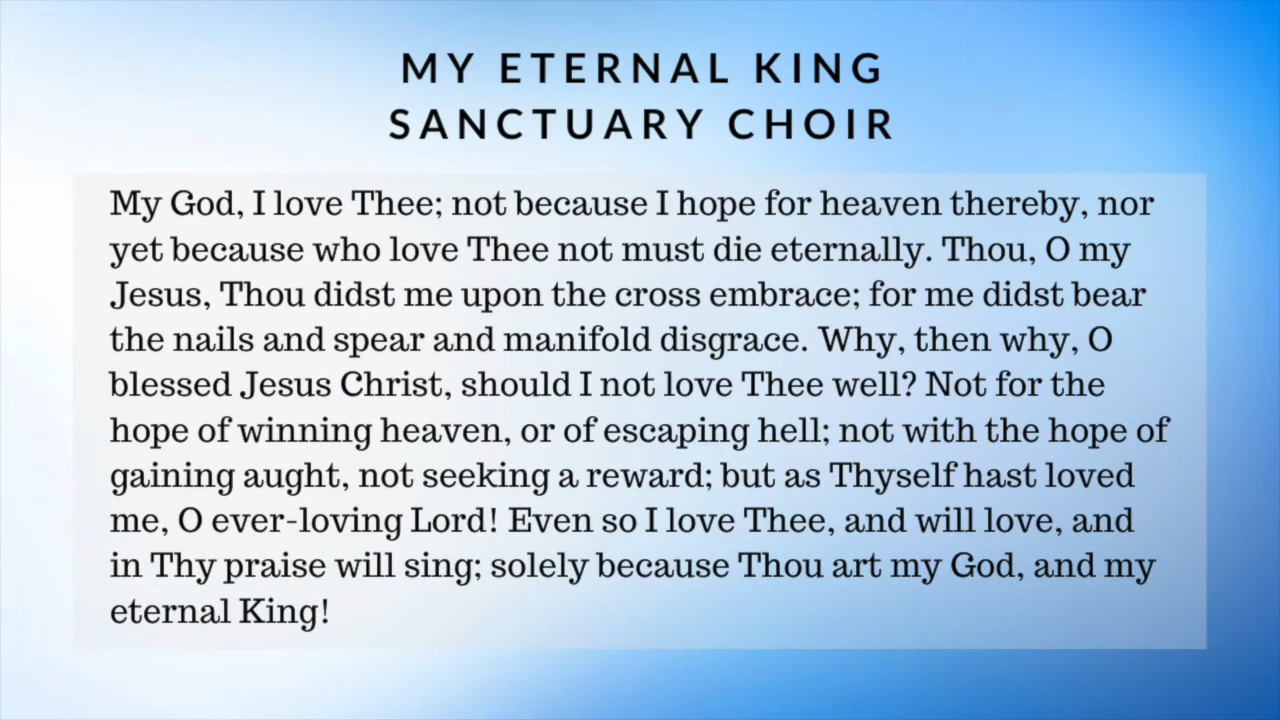 MY ETERNAL KING
SANCTUARY CHOIR
My God, I love Thee; not because I hope for heaven thereby, nor
yet because who love Thee not must die eternally. Thou, O my
Jesus, Thou didst me upon the cross embrace; for me didst bear
the nails and spear and manifold disgrace. Why, then why, O
blessed Jesus Christ, should I not love Thee well? Not for the
hope of winning heaven, or of escaping hell; not with the hope of
gaining aught, not seeking a reward; but as Thyself hast loved
me, O ever-loving Lord! Even so I love Thee, and will love, and
in Thy praise will sing; solely because Thou art my God, and my
eternal King!